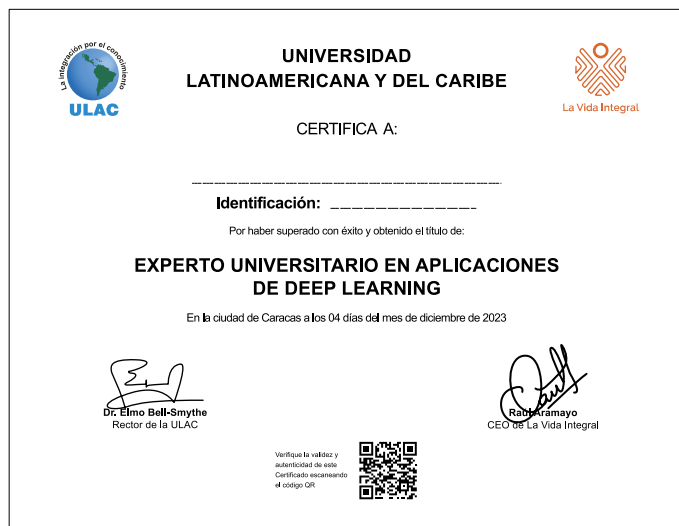 La integración por el conocimiento
ULAC
UNIVERSIDAD
LATINOAMERICANA Y DEL CARIBE
La Vida Integral
CERTIFICA A:
Identificación:
Por haber superado con éxito y obtenido el título de:
EXPERTO UNIVERSITARIO EN APLICACIONES
DE DEEP LEARNING
En la ciudad de Caracas a los 04 días del mes de diciembre de 2023
Dr. Elmo Bell-Smythe
Rector de la ULAC
Raul Aramayo
CEO de La Vida Integral
Verifique la validez y
autenticidad de este
Certificado escaneando
el código QR